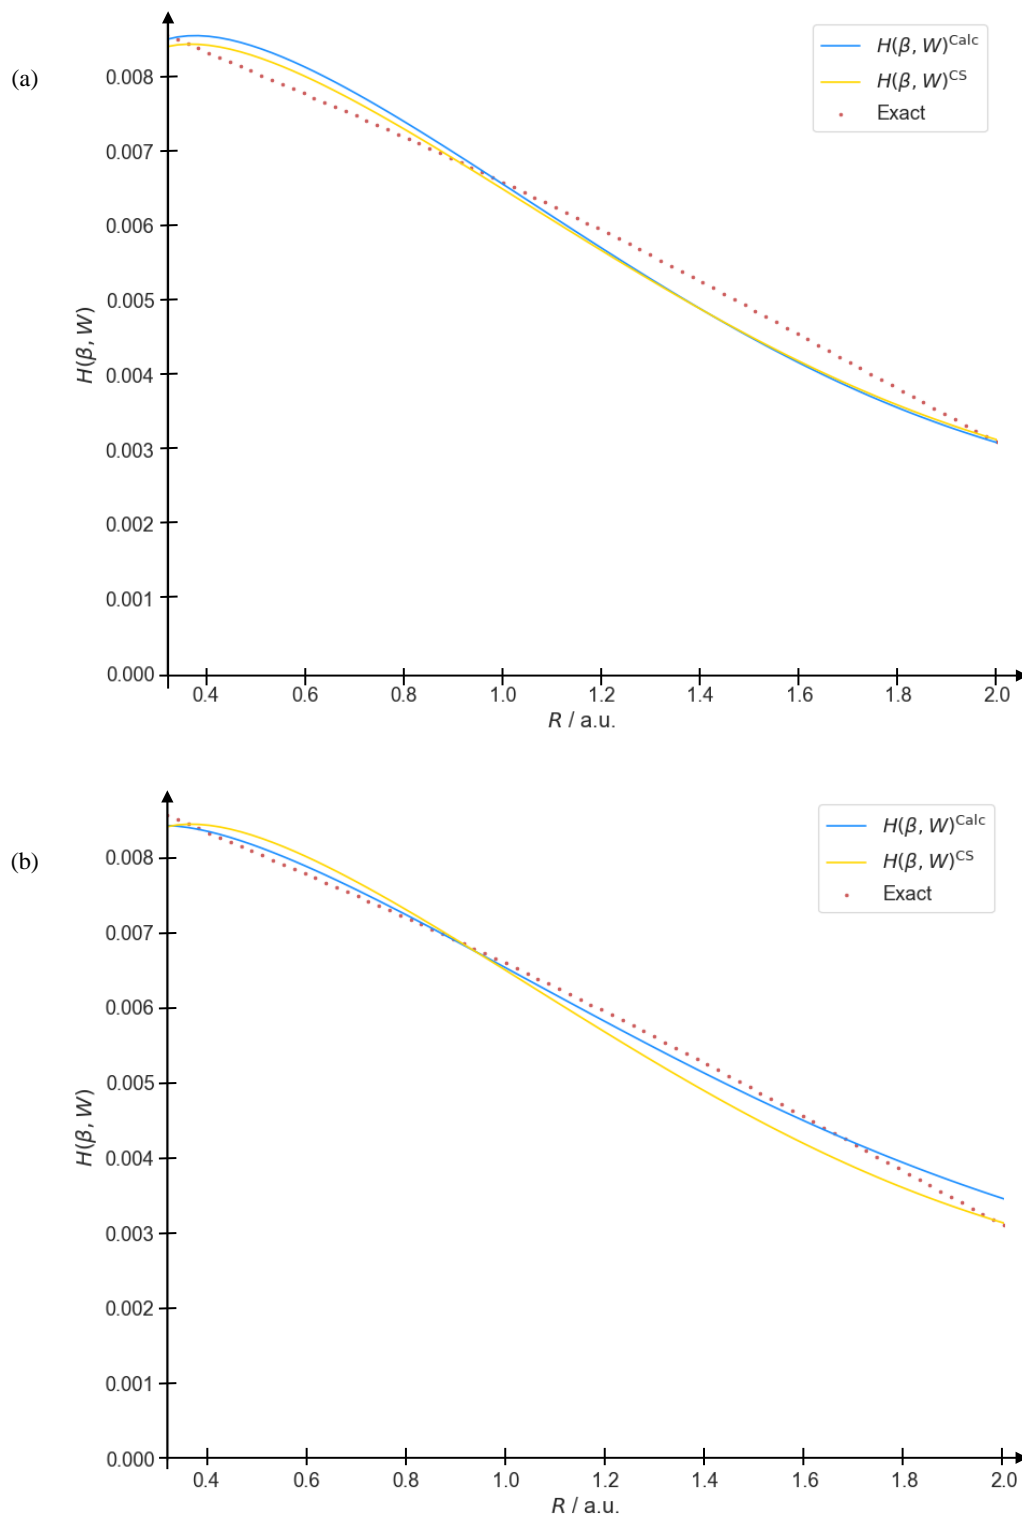 (a)
H(β, W)
0.008
0.007
0.006
0.005
0.004
0.003
0.002
0.001
0.000
0.4 0.6 0.8 1.0 1.2 1.4 1.6 1.8 2.0
R / a.u.
H(β, W)^Calc
H(β, W)^CS
Exact
(b)
H(β, W)
0.008
0.007
0.006
0.005
0.004
0.003
0.002
0.001
0.000
0.4 0.6 0.8 1.0 1.2 1.4 1.6 1.8 2.0
R / a.u.
H(β, W)^Calc
H(β, W)^CS
Exact